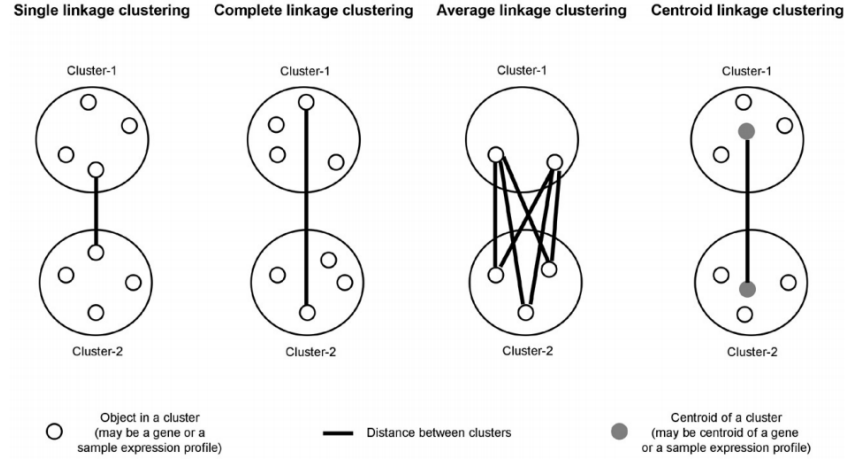 Single linkage clustering
Complete linkage clustering
Average linkage clustering
Centroid linkage clustering
Cluster-1
Cluster-1
Cluster-1
Cluster-1
Cluster-2
Cluster-2
Cluster-2
Cluster-2
Object in a cluster
(may be a gene or a
sample expression profile)
Distance between clusters
Centroid of a cluster
(may be centroid of a gene
or a sample expression profile)